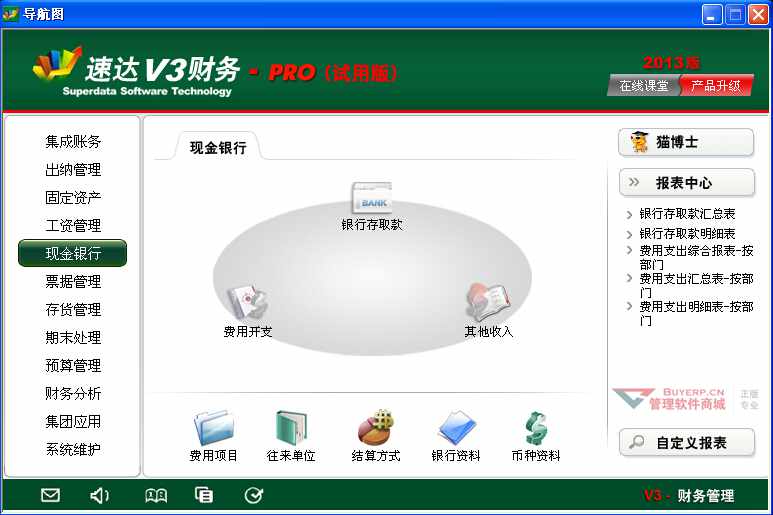 导航图
速达V3财务 - PRO (试用版)
Superdata Software Technology
2013版
在线课堂
产品升级
集成账务
出纳管理
固定资产
工资管理
现金银行
票据管理
存货管理
期末处理
预算管理
财务分析
集团应用
系统维护
现金银行
BANK
银行存取款
费用开支
其他收入
费用项目
往来单位
结算方式
银行资料
币种资料
猫博士
报表中心
银行存取款汇总表
银行存取款明细表
费用支出综合报表-按
部门
费用支出汇总表-按部
门
费用支出明细表-按部
门
BUYERP.CN
管理软件商城
正版
专业
自定义报表
V3 - 财务管理